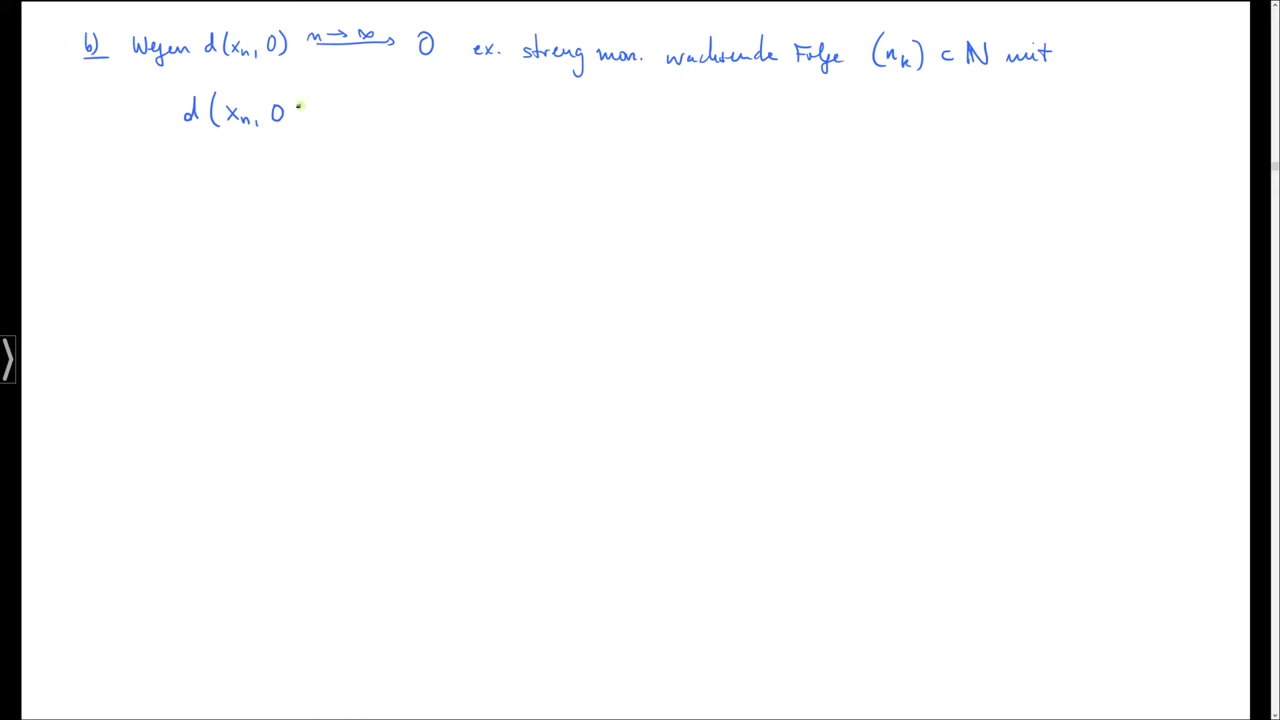 b) Wegen d(xₙ, 0) n→∞ ⟶ 0 ex. streng mon. wachsende Folge (nₖ) ⊂ ℕ mit
d(xₙ, 0